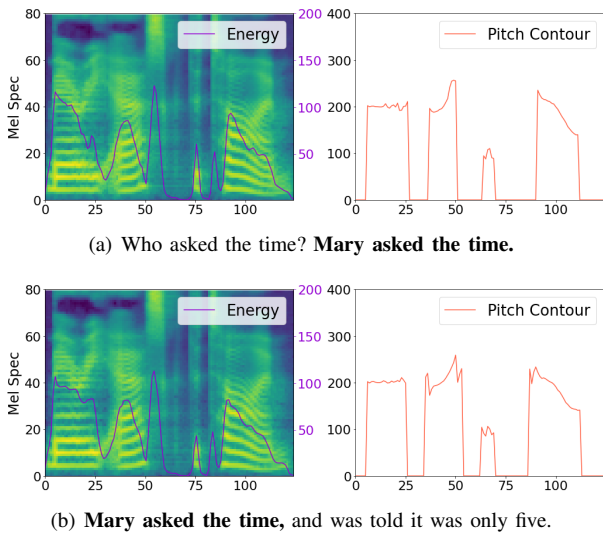 80
60
40
20
0
Mel Spec
Energy
200
150
100
50
0 25 50 75 100
400
300
200
100
0
Pitch Contour
0 25 50 75 100
(a) Who asked the time? Mary asked the time.
80
60
40
20
0
Mel Spec
Energy
200
150
100
50
0 25 50 75 100
400
300
200
100
0
Pitch Contour
0 25 50 75 100
(b) Mary asked the time, and was told it was only five.